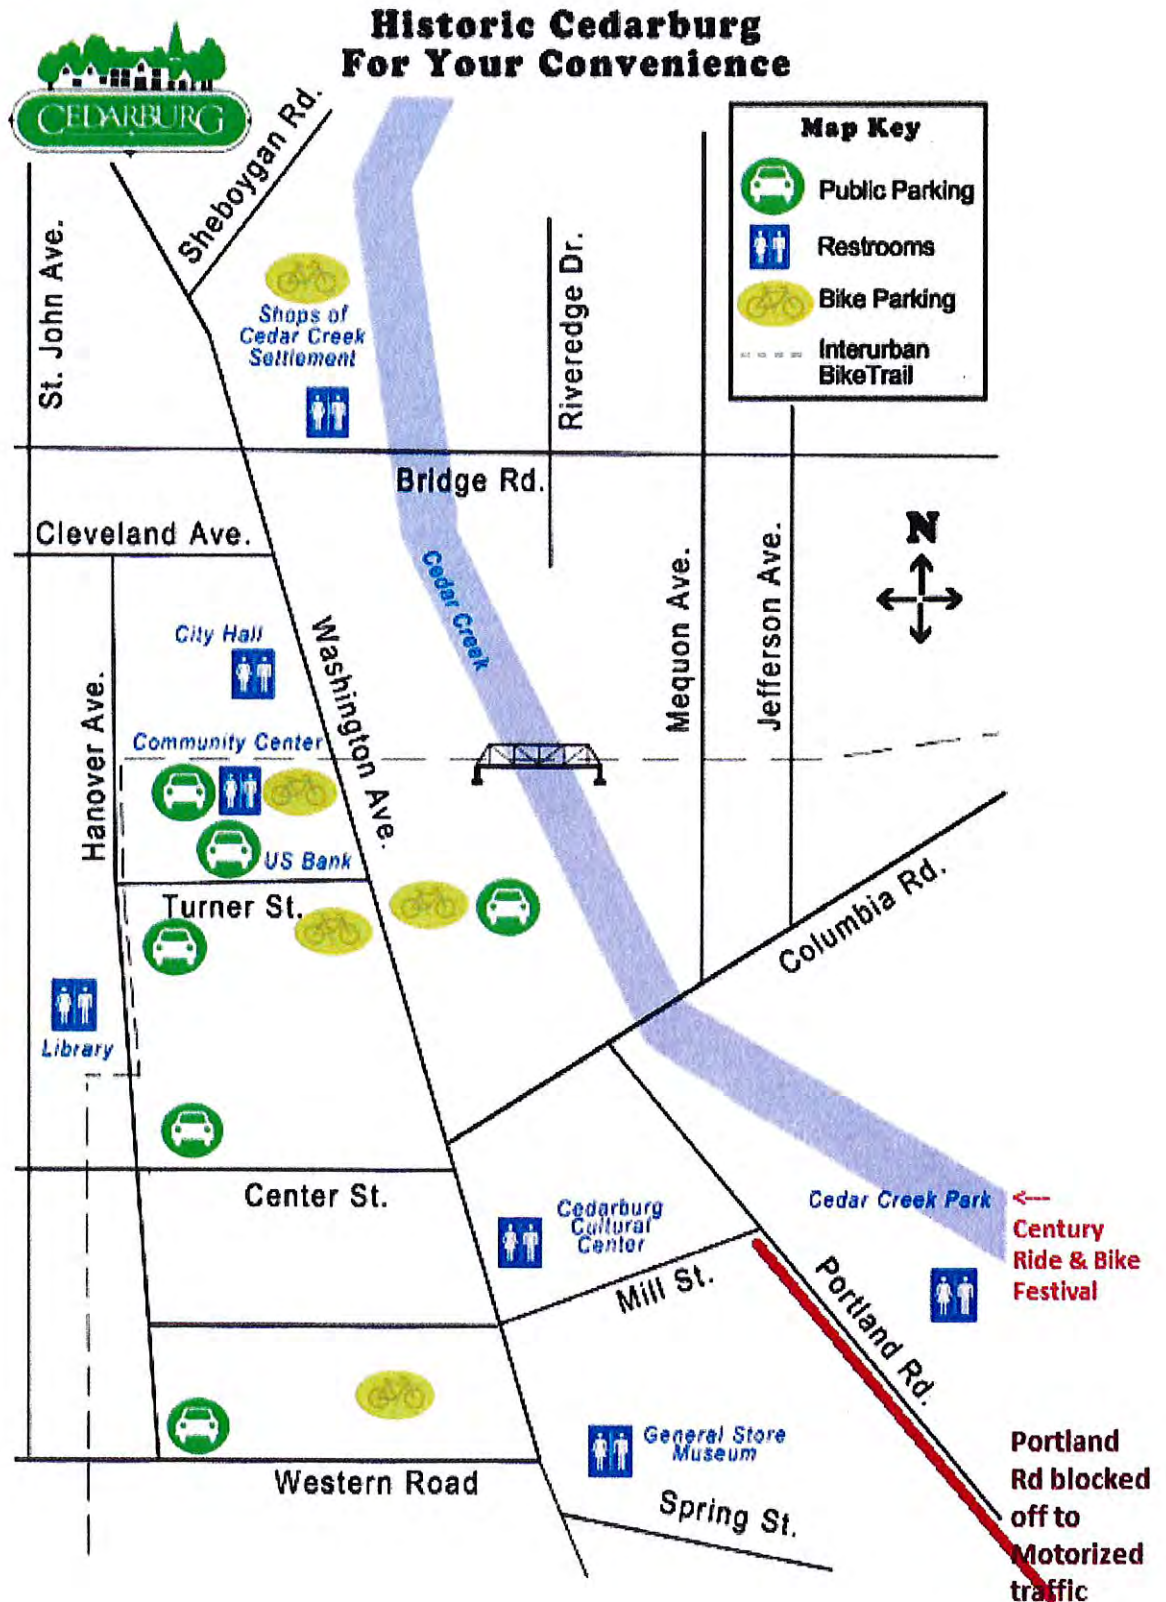 Historic Cedarburg
For Your Convenience
CEDARBURG
Map Key
Public Parking
Restrooms
Bike Parking
Interurban
BikeTrail
Sheboygan Rd.
St. John Ave.
Shops of
Cedar Creek
Settlement
Riveredge Dr.
Bridge Rd.
Cleveland Ave.
Cedar Creek
N
Mequon Ave.
Jefferson Ave.
City Hall
Washington Ave.
Hanover Ave.
Community Center
US Bank
Turner St.
Columbia Rd.
Library
Center St.
Cedarburg
Cultural
Center
Cedar Creek Park
<---
Century
Ride & Bike
Festival
Mill St.
Portland Rd.
General Store
Museum
Western Road
Spring St.
Portland
Rd blocked
off to
Motorized
traffic